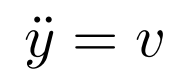 ÿ = v